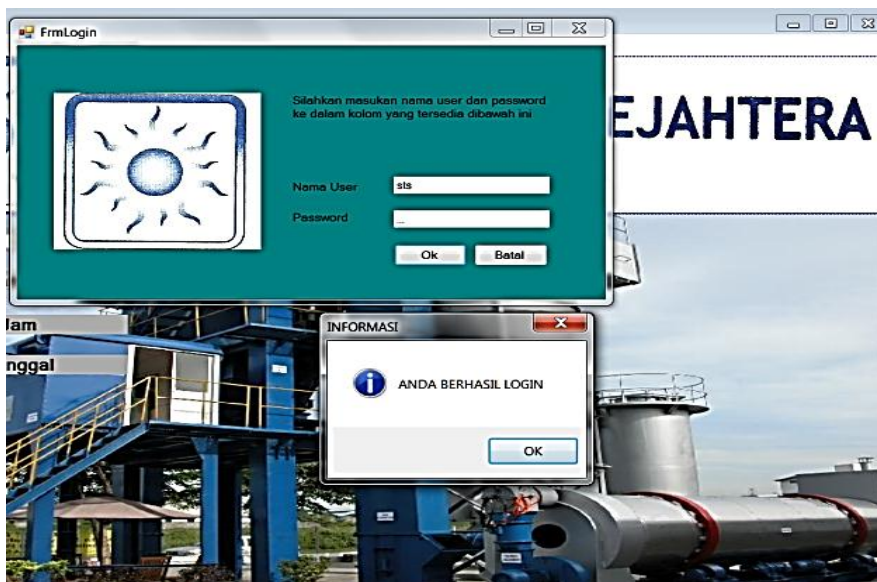 FrmLogin
Silahkan masukan nama user dan password
ke dalam kolom yang tersedia dibawah ini
EJAHTERA
Nama User
sts
Password
_
Ok
Batal
Jam
nggal
INFORMASI
ANDA BERHASIL LOGIN
OK